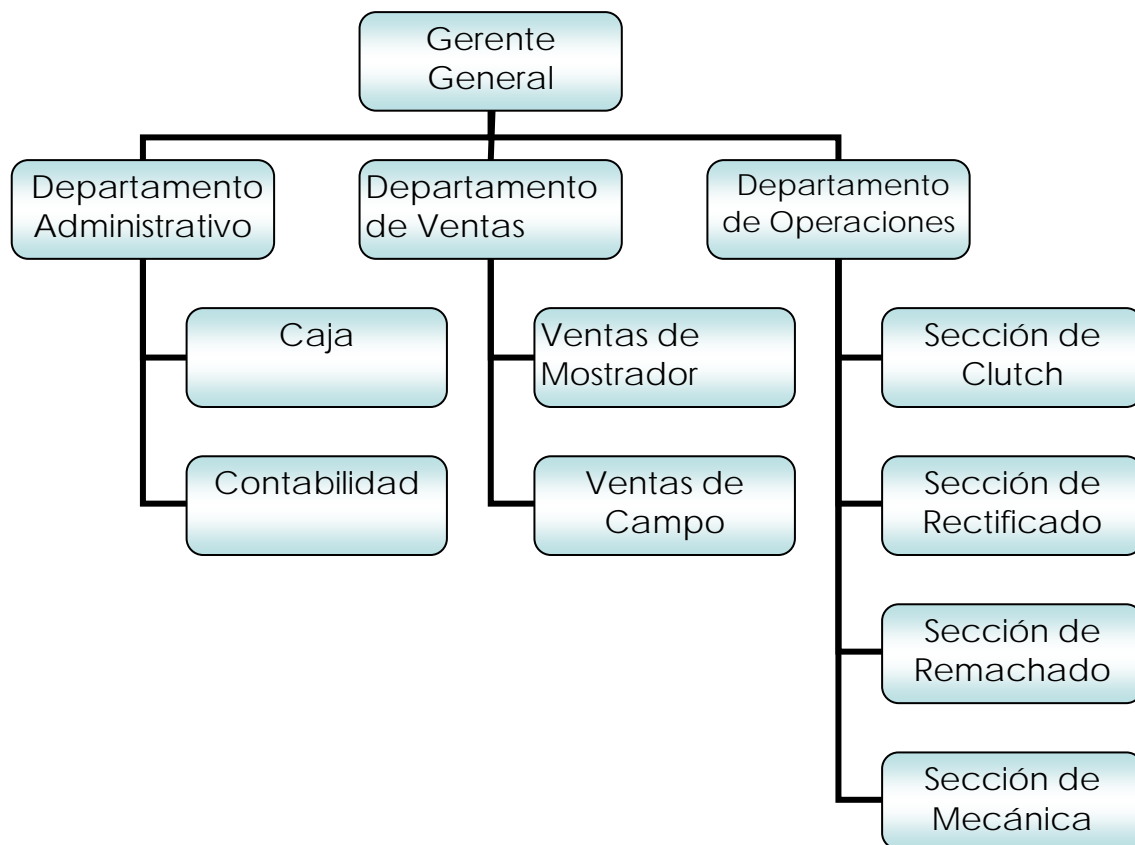 Gerente
General
Departamento
Administrativo
Departamento
de Ventas
Departamento
de Operaciones
Caja
Ventas de
Mostrador
Sección de
Clutch
Contabilidad
Ventas de
Campo
Sección de
Rectificado
Sección de
Remachado
Sección de
Mecánica